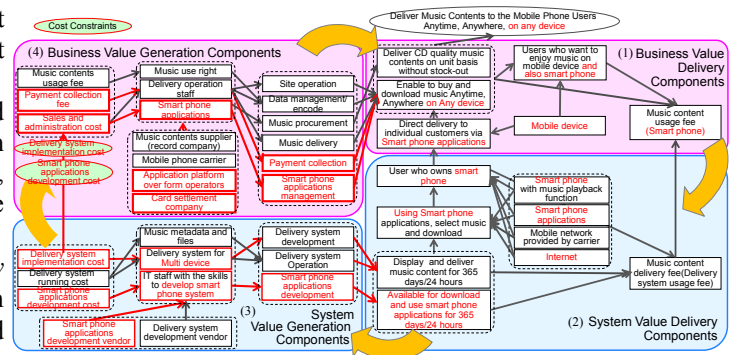 Cost Constraints
Deliver Music Contents to the Mobile Phone Users
Anytime, Anywhere, on any device
(4) Business Value Generation Components
Music contents
usage fee
Payment collection
fee
Sales and
administration cost
Delivery system
implementation cost
Smart phone
applications
development cost
Music use right
Delivery operation
staff
Smart phone
applications
Music contents supplier
(record company)
Mobile phone carrier
Application platform
over form operators
Card settlement
company
Site operation
Data management/
encode
Music procurement
Music delivery
Payment collection
Smart phone
applications
management
Deliver CD quality music
contents on unit basis
without stock-out
Enable to buy and
download music Anytime,
Anywhere on Any device
Direct delivery to
individual customers via
Smart phone applications
Users who want to
enjoy music on
mobile device and
also smart phone
Mobile device
(1) Business Value
Delivery
Components
Music content
usage fee
(Smart phone)
User who owns smart
phone
Using Smart phone
applications, select music
and download
Display and deliver
music content for 365
days/24 hours
Available for download
and use smart phone
applications for 365
days/24 hours
Smart phone
with music playback
function
Smart phone
applications
Mobile network
provided by carrier
Internet
Music content
delivery fee(Delivery
system usage fee)
(2) System Value Delivery
Components
Delivery system
implementation cost
Delivery system
running cost
Smart phone
applications
development cost
Music metadata and
files
Delivery system for
Multi device
IT staff with the skills
to develop smart
phone system
Smart phone
applications
development vendor
Delivery system
development vendor
Delivery system
development
Delivery system
Operation
Smart phone
applications
development
(3) System
Value Generation
Components